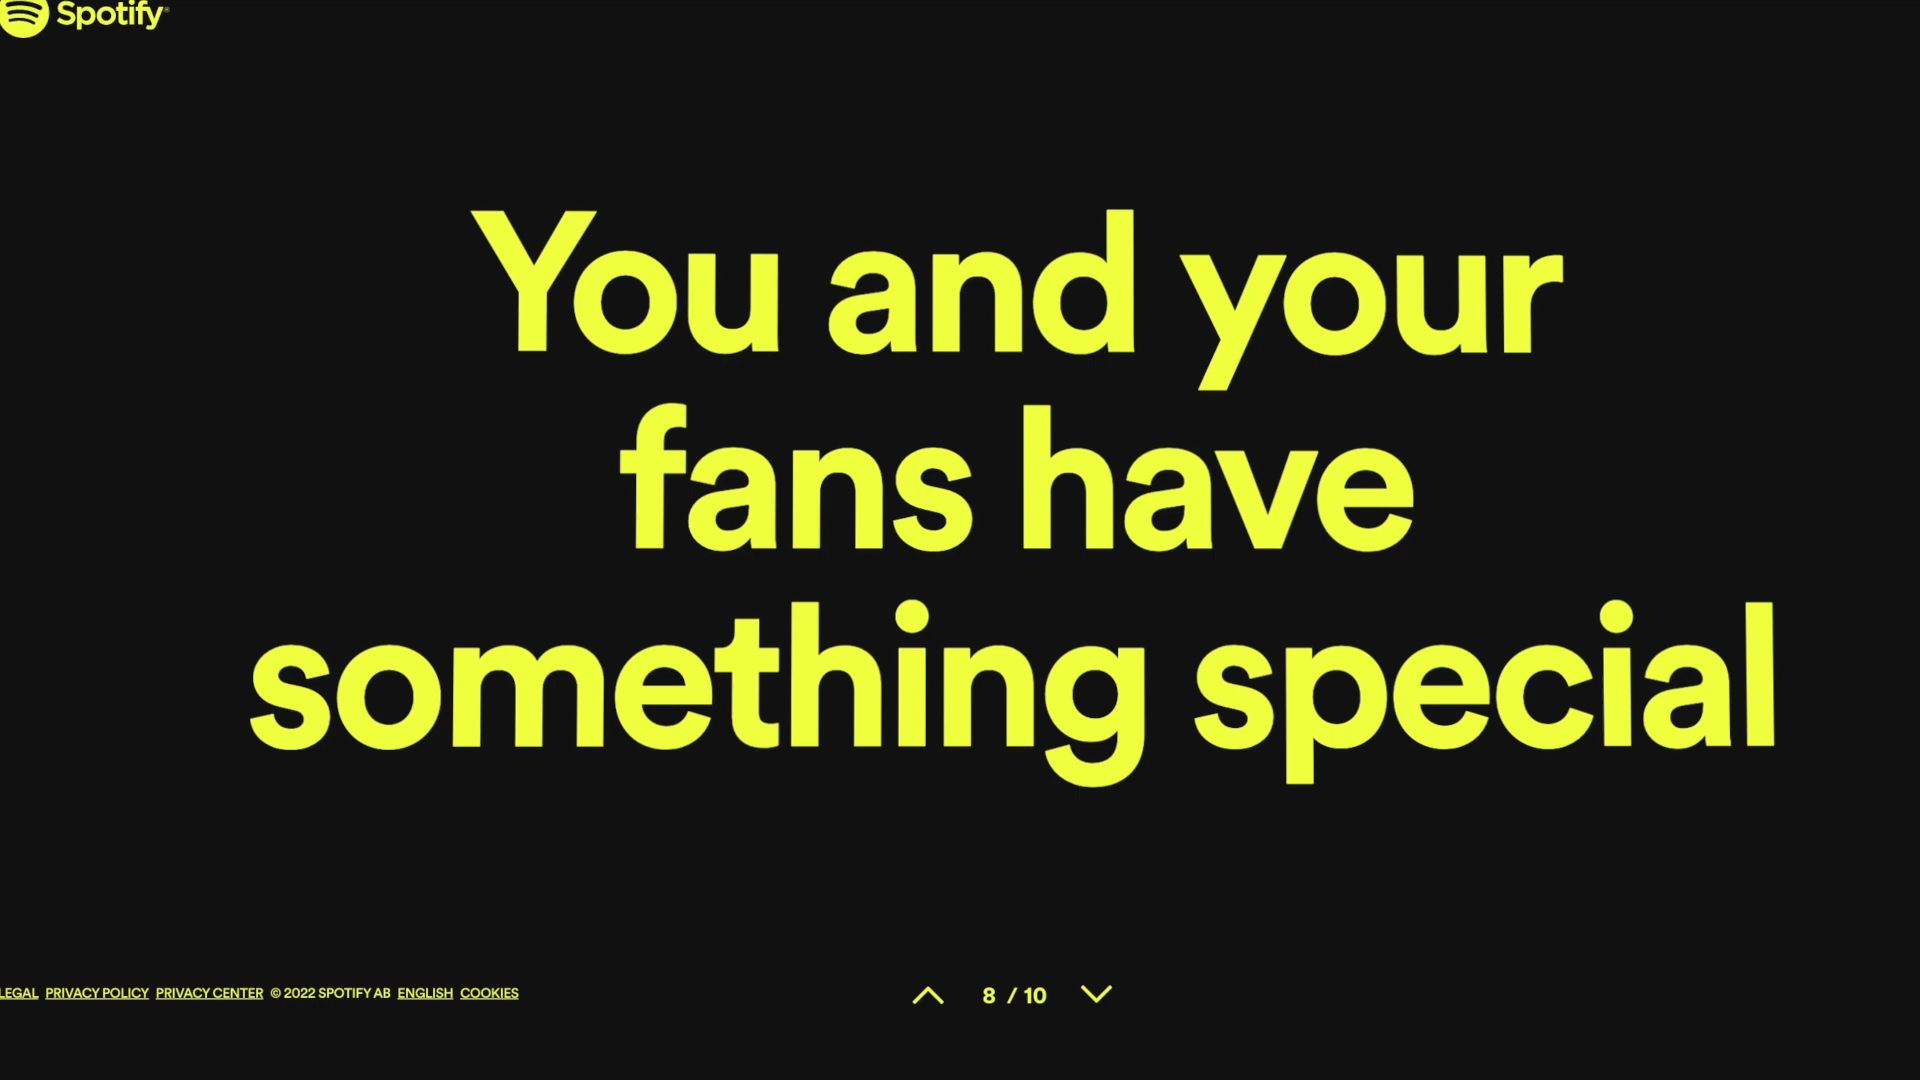 Spotify®
You and your
fans have
something special
LEGAL PRIVACY POLICY PRIVACY CENTER © 2022 SPOTIFY AB ENGLISH COOKIES
8 / 10